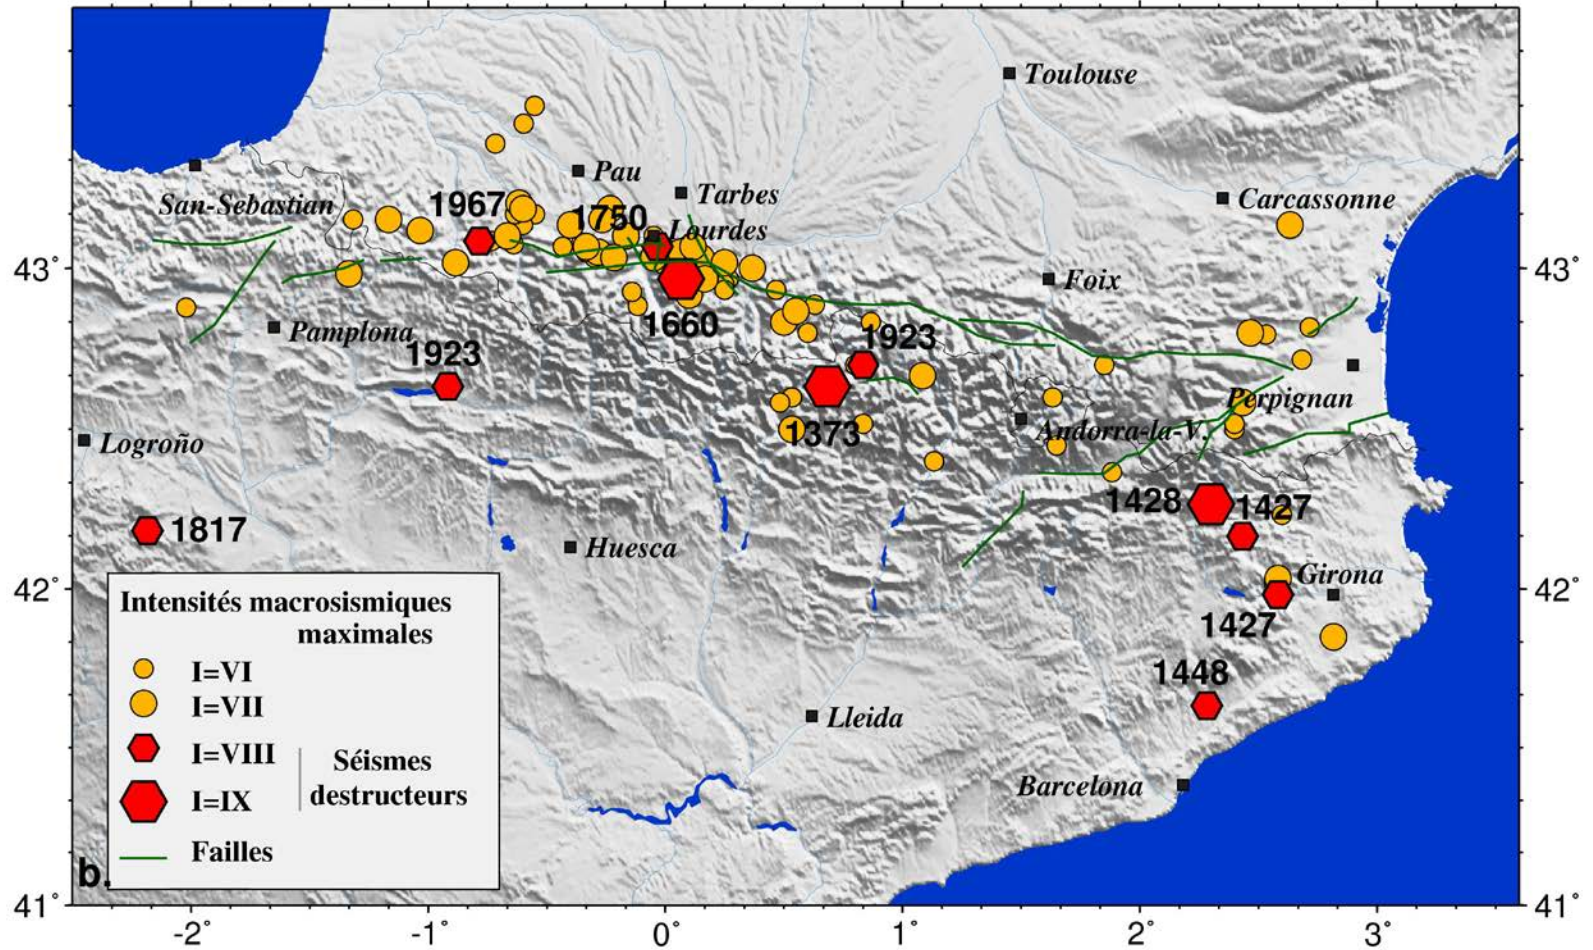 Toulouse
Pau
Tarbes
Carcassonne
San-Sebastian
1967
1750
Lourdes
43°
43°
Foix
1660
Pamplona
1923
1923
Perpignan
1373
Andorra-la-V.
Logroño
1428
1427
1817
Huesca
Girona
42°
42°
1427
1448
Lleida
Barcelona
Intensités macrosismiques
maximales
I=VI
I=VII
I=VIII
I=IX
Séismes
destructeurs
Failles
b.
41°
41°
-2°
-1°
0°
1°
2°
3°